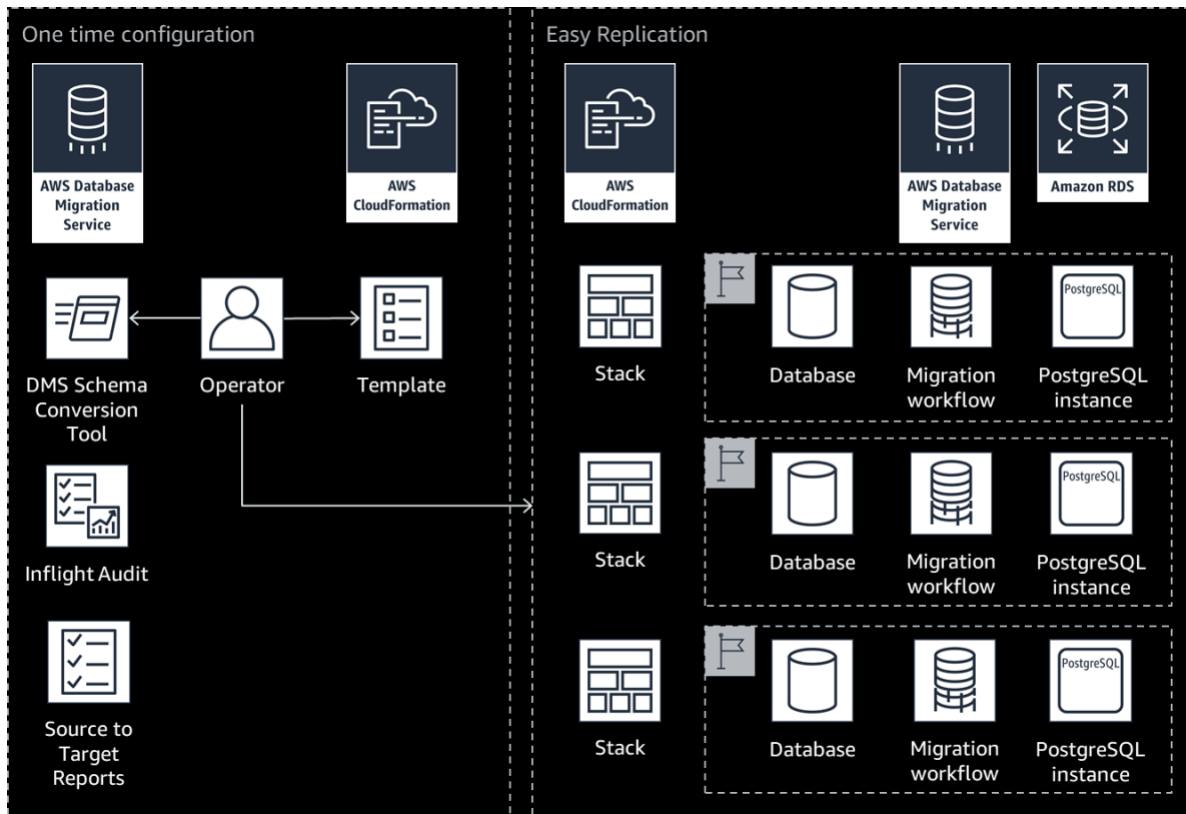 One time configuration
Easy Replication
AWS Database
Migration
Service
AWS
CloudFormation
AWS
CloudFormation
AWS Database
Migration
Service
Amazon RDS
DMS Schema
Conversion
Tool
Operator
Template
Stack
Database
Migration
workflow
PostgreSQL
PostgreSQL
instance
Inflight Audit
Stack
Database
Migration
workflow
PostgreSQL
PostgreSQL
instance
Source to
Target
Reports
Stack
Database
Migration
workflow
PostgreSQL
PostgreSQL
instance